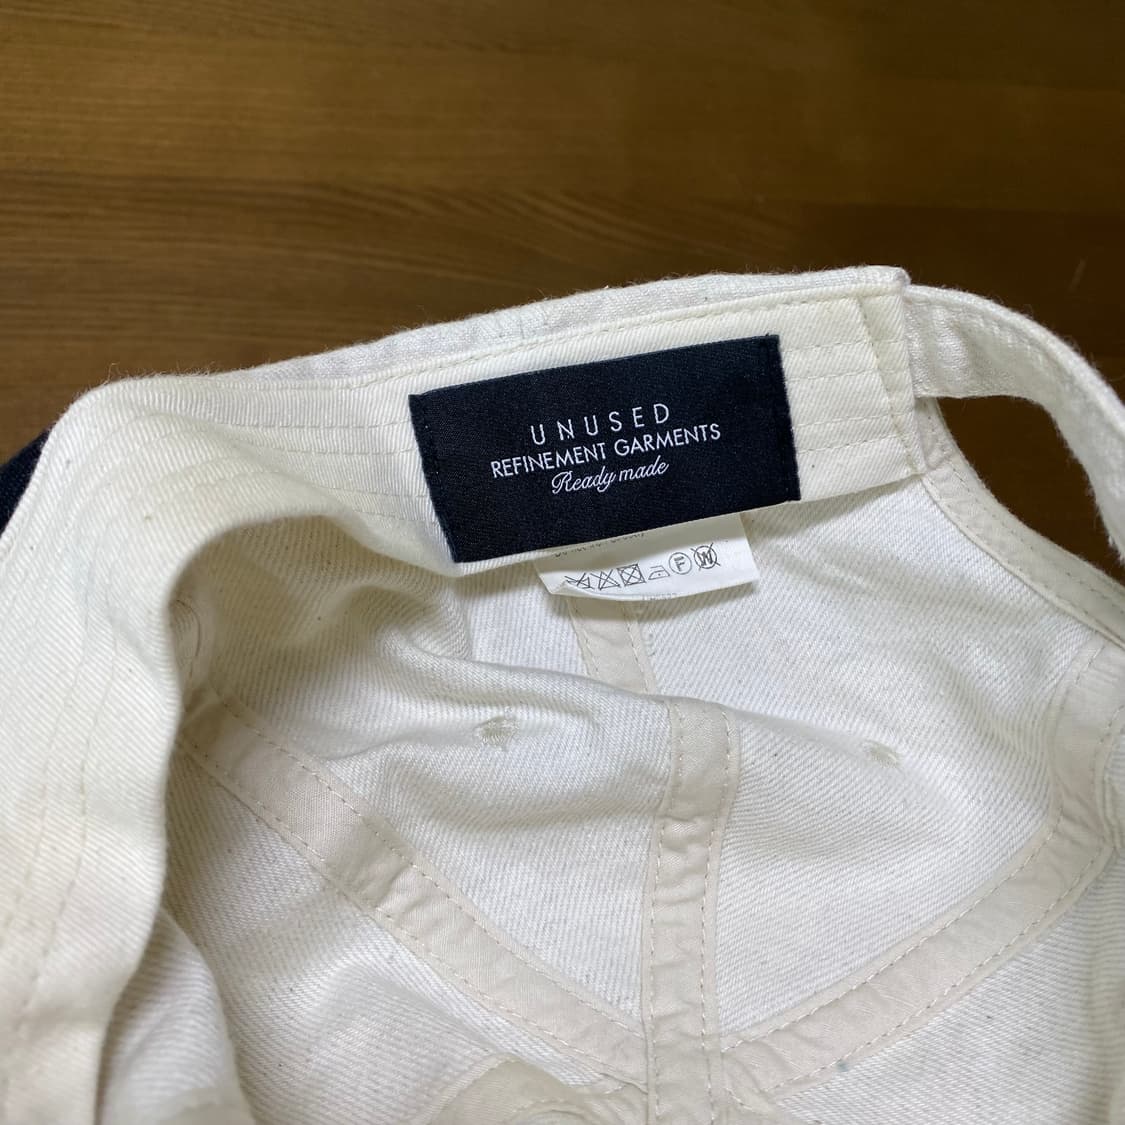 UNUSED
REFINEMENT GARMENTS
Ready made
F W